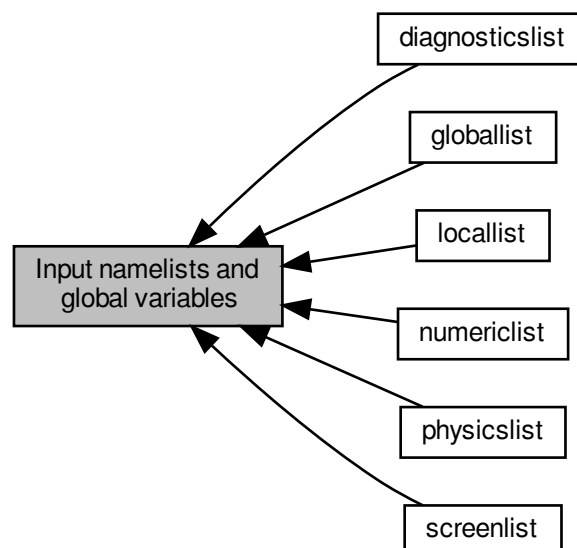 diagnosticslist
globallist
locallist
Input namelists and
global variables
numericlist
physicslist
screenlist